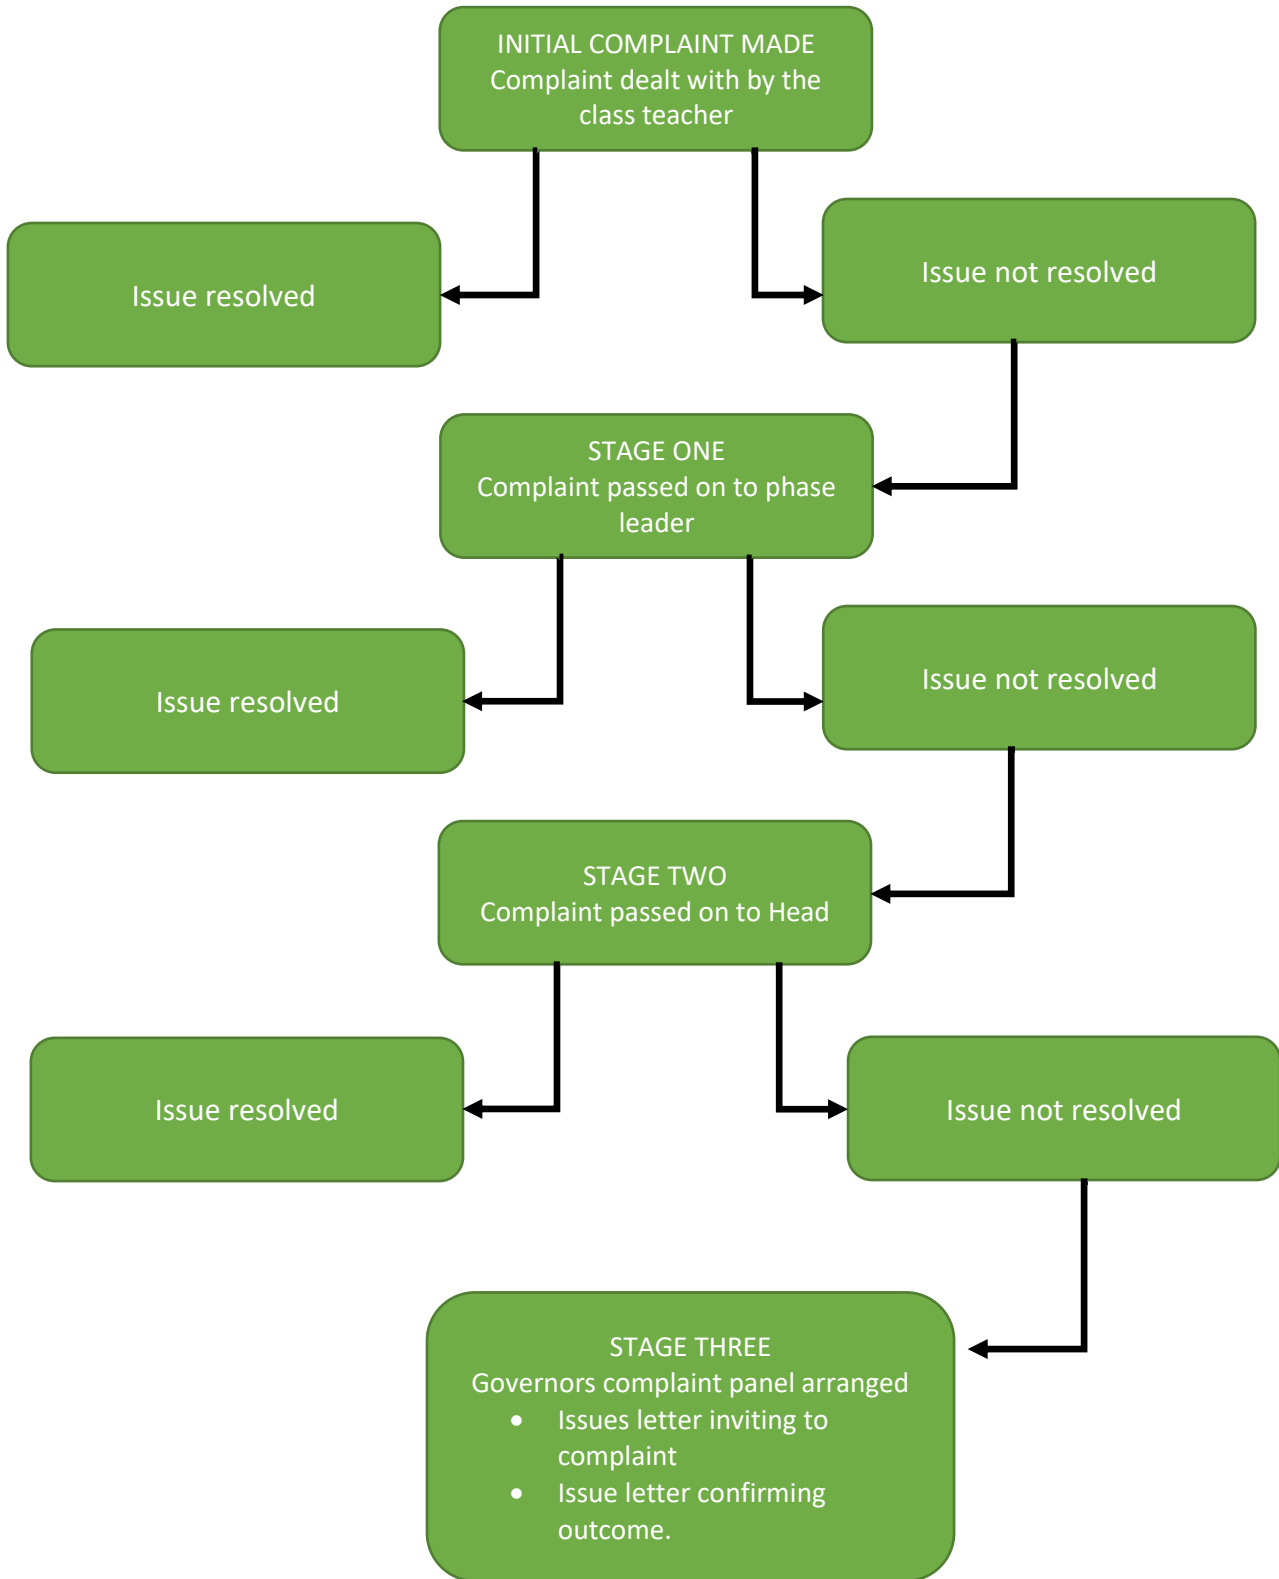 INITIAL COMPLAINT MADE
Complaint dealt with by the
class teacher
Issue resolved
Issue not resolved
STAGE ONE
Complaint passed on to phase
leader
Issue resolved
Issue not resolved
STAGE TWO
Complaint passed on to Head
Issue resolved
Issue not resolved
STAGE THREE
Governors complaint panel arranged
• Issues letter inviting to
complaint
• Issue letter confirming
outcome.